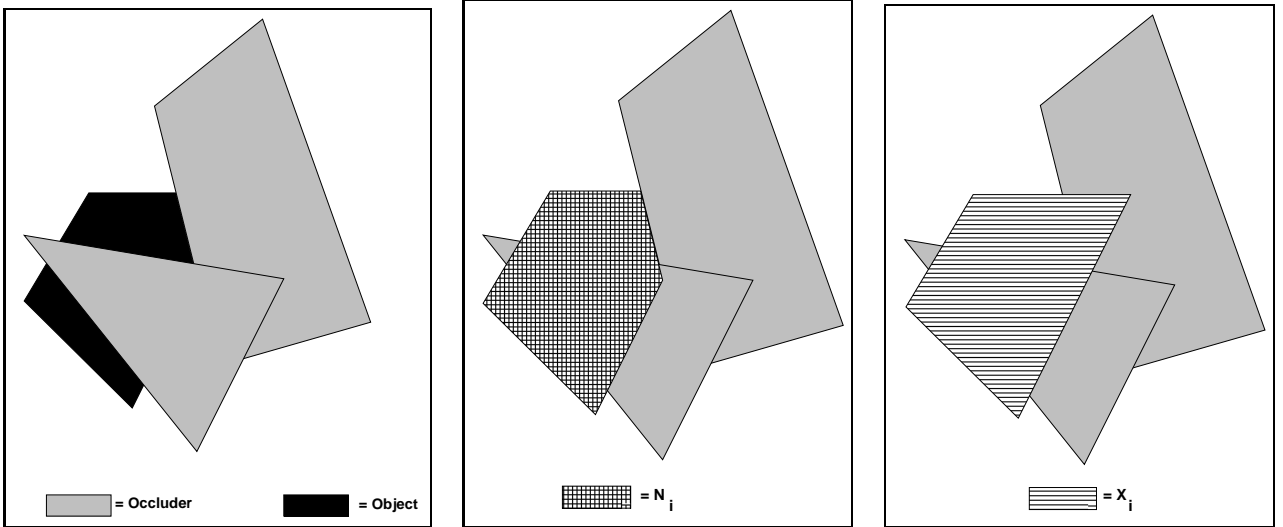 = Occluder
= Object
= N i
= X i